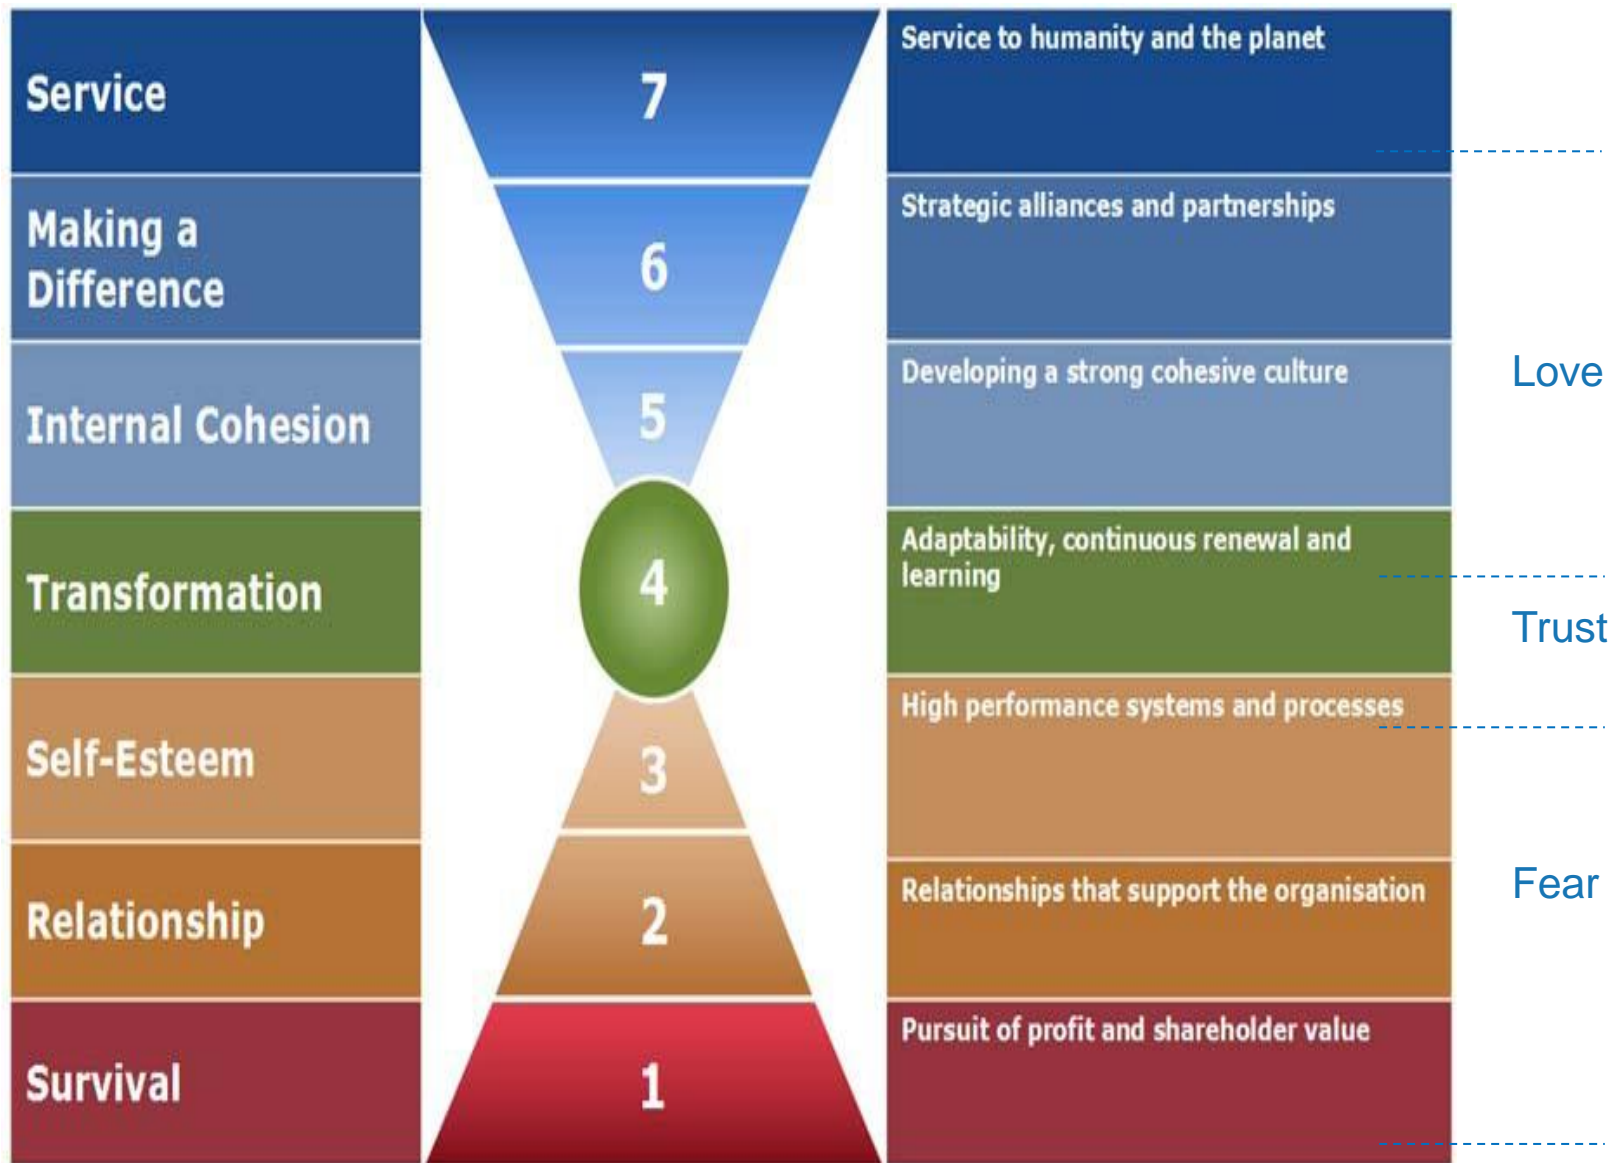 Service
7
Service to humanity and the planet
Making a
Difference
6
Strategic alliances and partnerships
Internal Cohesion
5
Developing a strong cohesive culture
Love
Transformation
4
Adaptability, continuous renewal and
learning
Trust
Self-Esteem
3
High performance systems and processes
Relationship
2
Relationships that support the organisation
Fear
Survival
1
Pursuit of profit and shareholder value